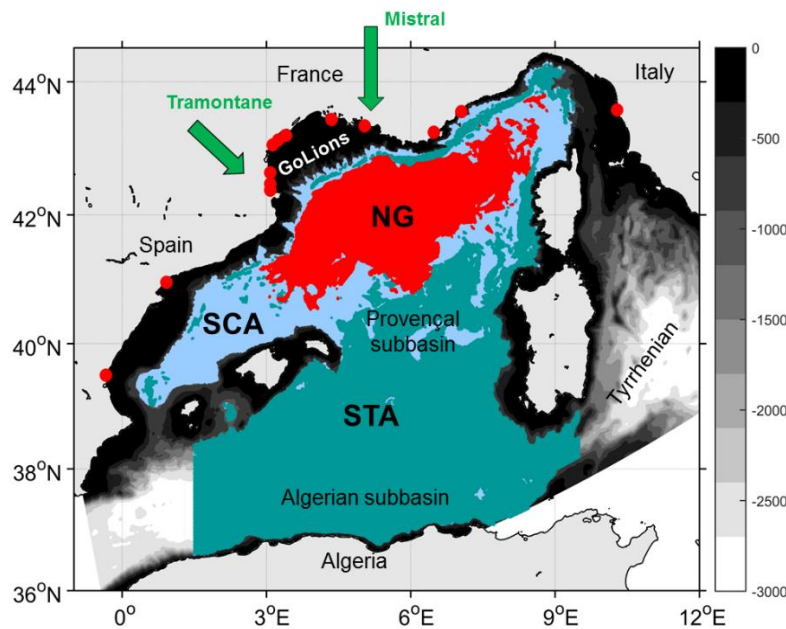 Mistral
0
44°N
France
Italy
Tramontane
-500
GoLions
42°N
NG
-1000
Spain
-1500
SCA
40°N
Provençal
subbasin
Tyrrhenian
-2000
STA
38°N
-2500
Algerian subbasin
Algeria
36°N
-3000
0°
3°E
6°E
9°E
12°E